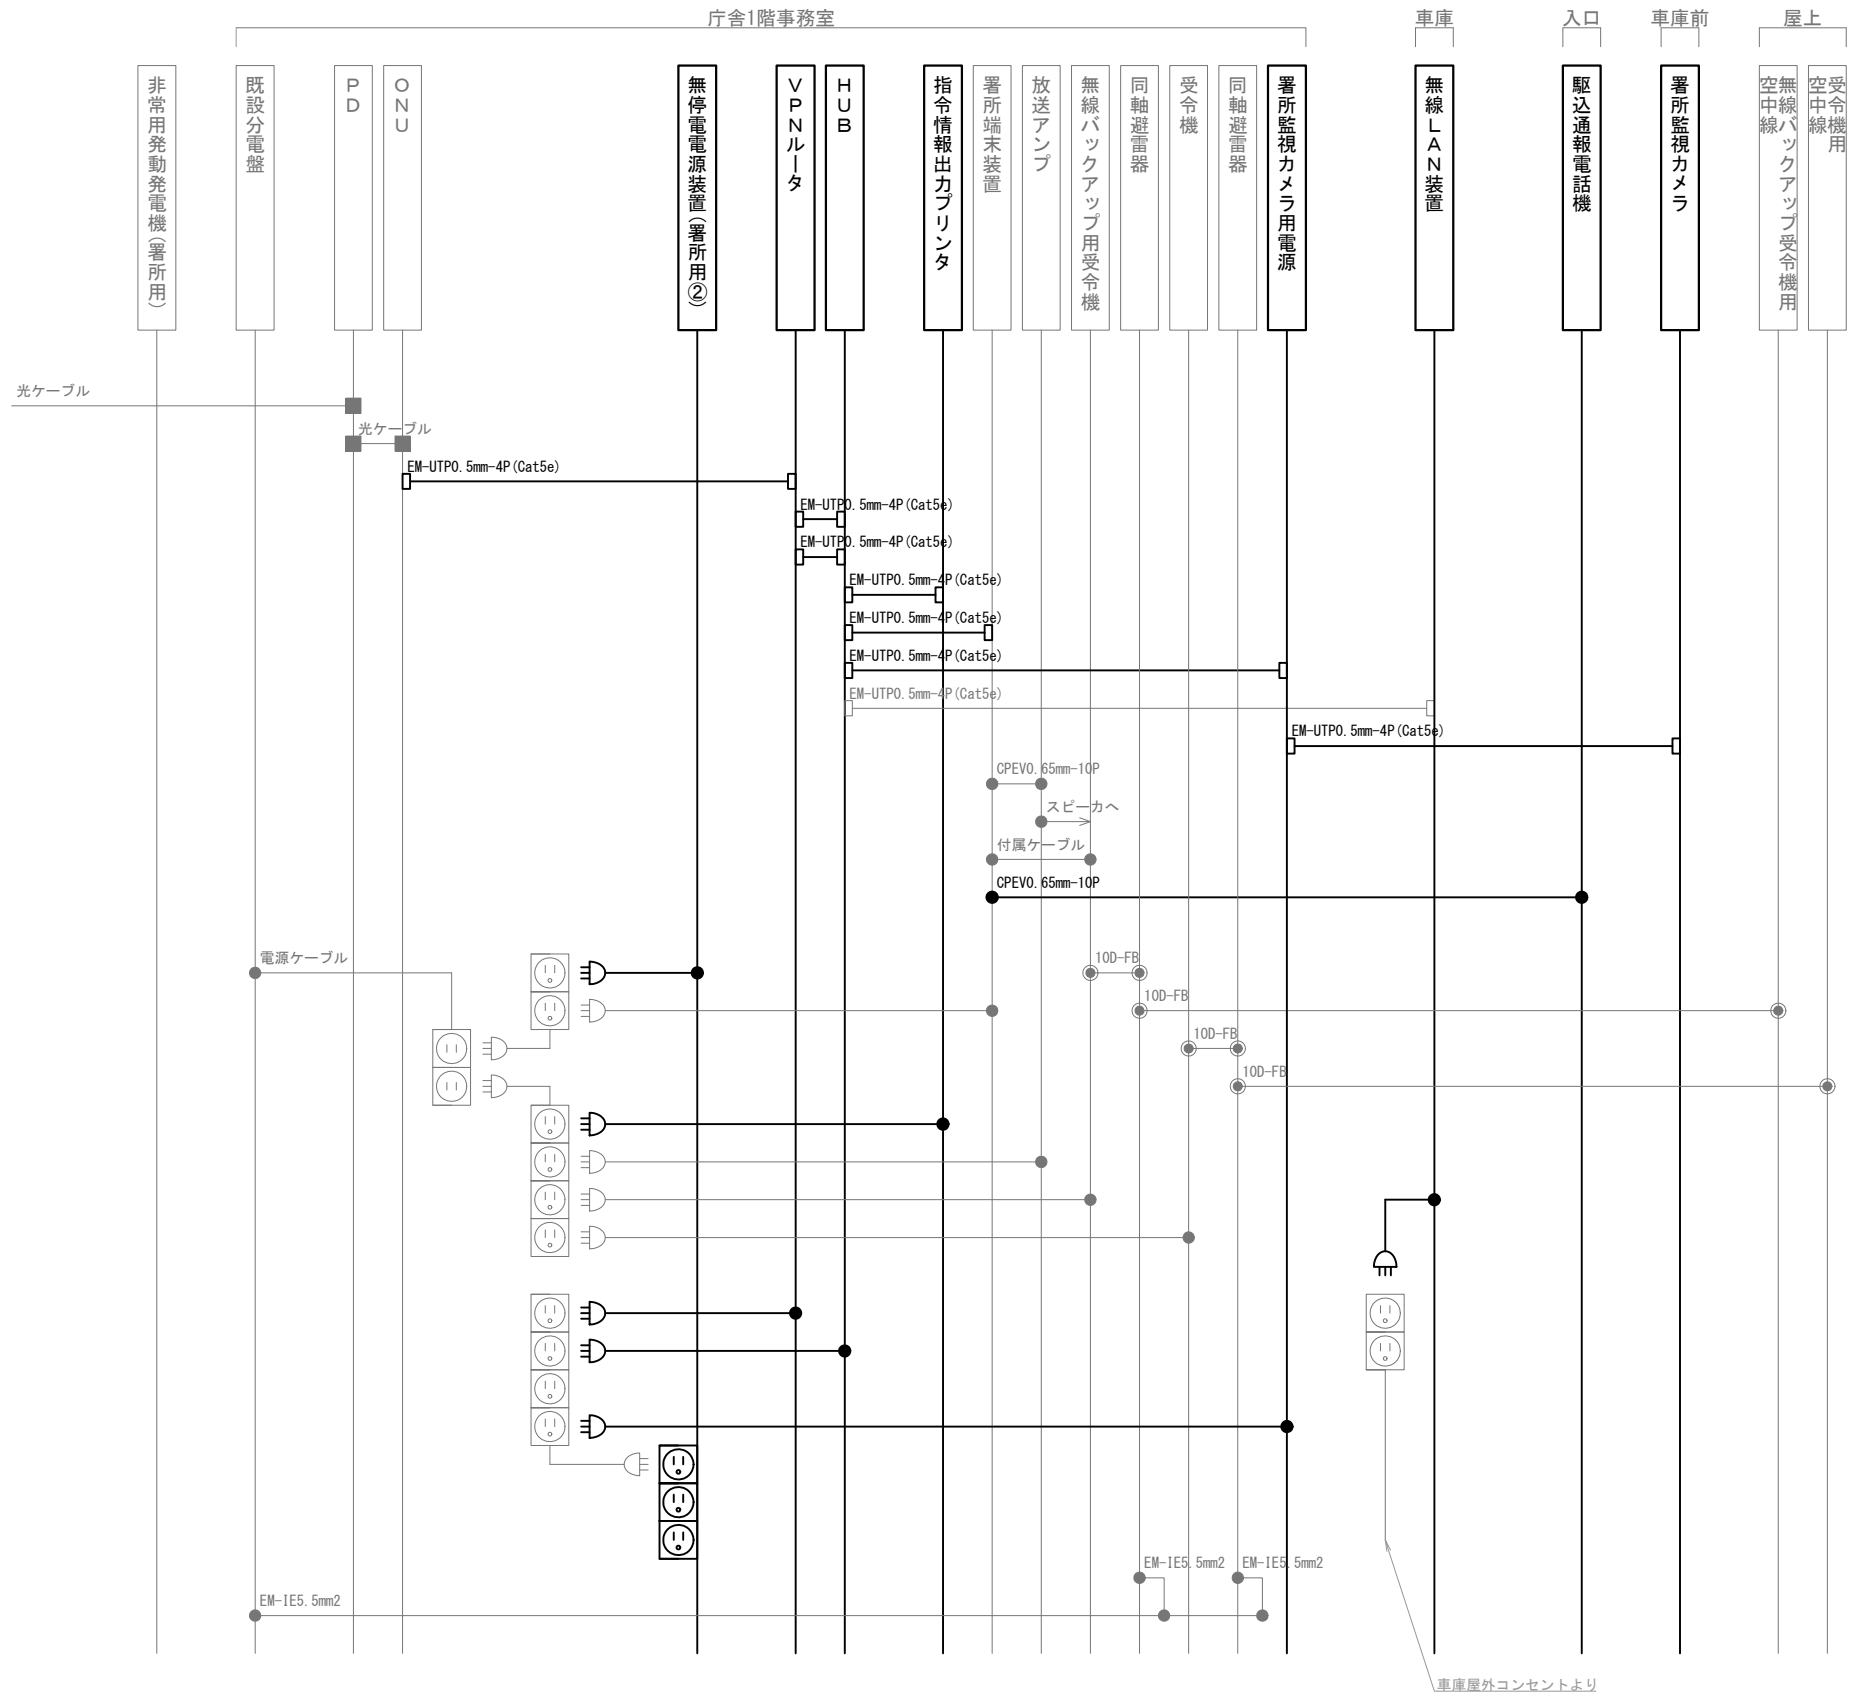 庁舎1階事務室
車庫
入口
車庫前
屋上
非常用発動発電機(署所用)
既設分電盤
PD
ONU
無停電電源装置(署所用②)
VPNルータ
HUB
指令情報出力プリンタ
署所端末装置
放送アンプ
無線バックアップ用受令機
同軸避雷器
受令機
同軸避雷器
署所監視カメラ用電源
無線LAN装置
駆込通報電話機
署所監視カメラ
無線バックアップ受令機用
空中線
受令機用
空中線
光ケーブル
光ケーブル
EM-UTP0.5mm-4P(Cat5e)
EM-UTP0.5mm-4P(Cat5e)
EM-UTP0.5mm-4P(Cat5e)
EM-UTP0.5mm-4P(Cat5e)
EM-UTP0.5mm-4P(Cat5e)
EM-UTP0.5mm-4P(Cat5e)
EM-UTP0.5mm-4P(Cat5e)
EM-UTP0.5mm-4P(Cat5e)
CPEV0.65mm-10P
スピーカへ
付属ケーブル
CPEV0.65mm-10P
電源ケーブル
10D-FB
10D-FB
10D-FB
10D-FB
EM-IE5.5mm2
EM-IE5.5mm2
EM-IE5.5mm2
車庫屋外コンセントより